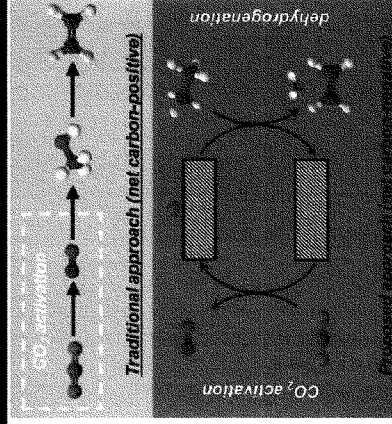 CO₂ activation
Traditional approach (net carbon-positive)
CO₂ activation
dehydrogenation